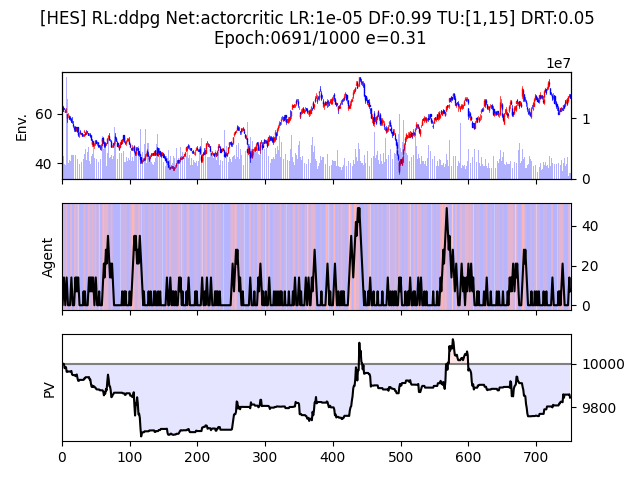 [HES] RL:ddpg Net:actorcritic LR:1e-05 DF:0.99 TU:[1,15] DRT:0.05
Epoch:0691/1000 e=0.31
1e7
Env.
60
40
1
0
Agent
40
20
0
PV
10000
9800
0 100 200 300 400 500 600 700